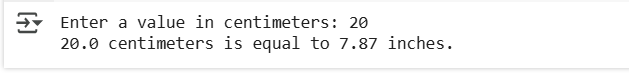 Enter a value in centimeters: 20
20.0 centimeters is equal to 7.87 inches.